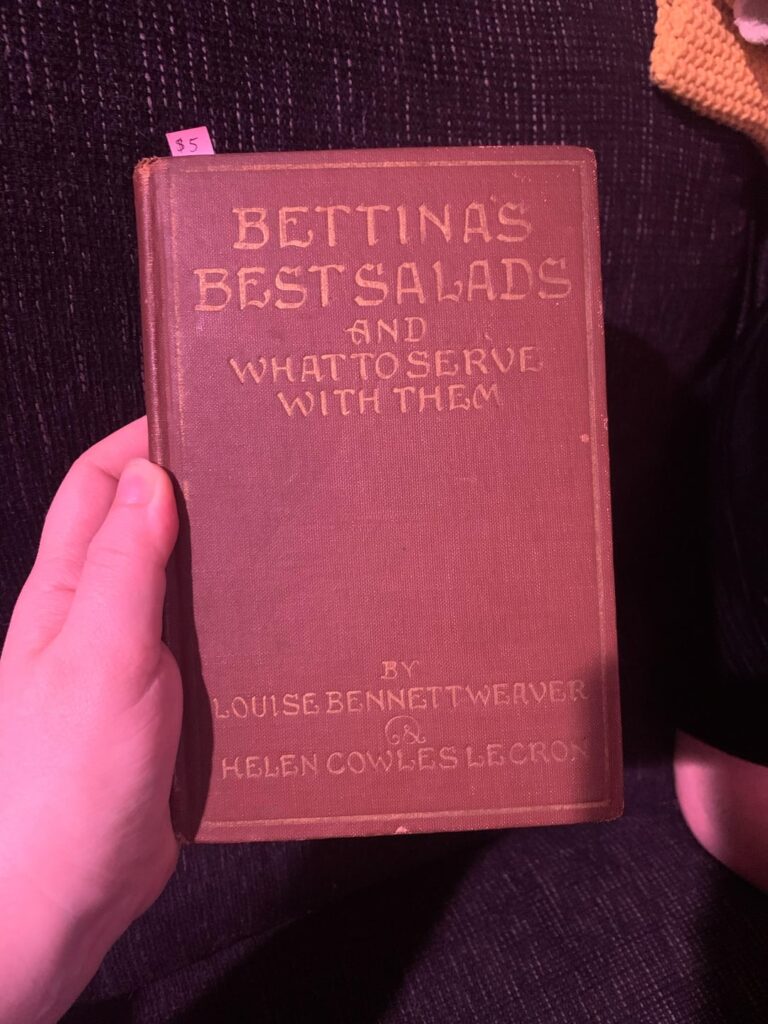 $5
BETTINA'S
BEST SALADS
AND
WHAT TO SERVE
WITH THEM
BY
LOUISE BENNETT WEAVER
&
HELEN COWLES LECRON